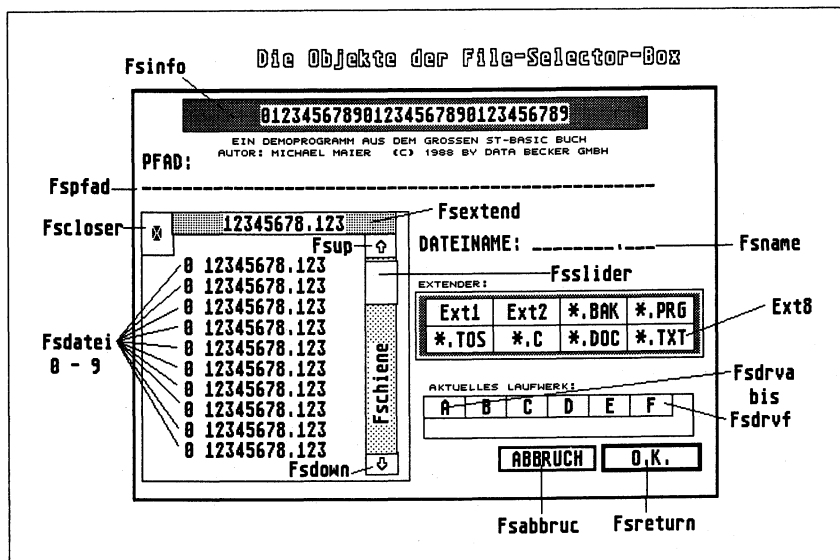 Die Objekte der File-Selector-Box
Fsinfo
012345678901234567890123456789
EIN DEMOPROGRAMM AUS DEM GROSSEN ST-BASIC BUCH
AUTOR: MICHAEL MAIER (C) 1988 BY DATA BECKER GMBH
PFAD:
Fspfad
Fscloser
12345678.123
Fsextend
Fsup
DATEINAME: ________.___
Fsname
Fsslider
0 12345678.123
0 12345678.123
0 12345678.123
0 12345678.123
0 12345678.123
0 12345678.123
0 12345678.123
0 12345678.123
0 12345678.123
0 12345678.123
Fsdatei
0 - 9
Fschiene
Fsdown
EXTENDER:
Ext1 Ext2 *.BAK *.PRG
*.TOS *.C *.DOC *.TXT
Ext8
AKTUELLES LAUFWERK:
A B C D E F
Fsdrva
bis
Fsdrvf
ABBRUCH O.K.
Fsabbruc Fsreturn